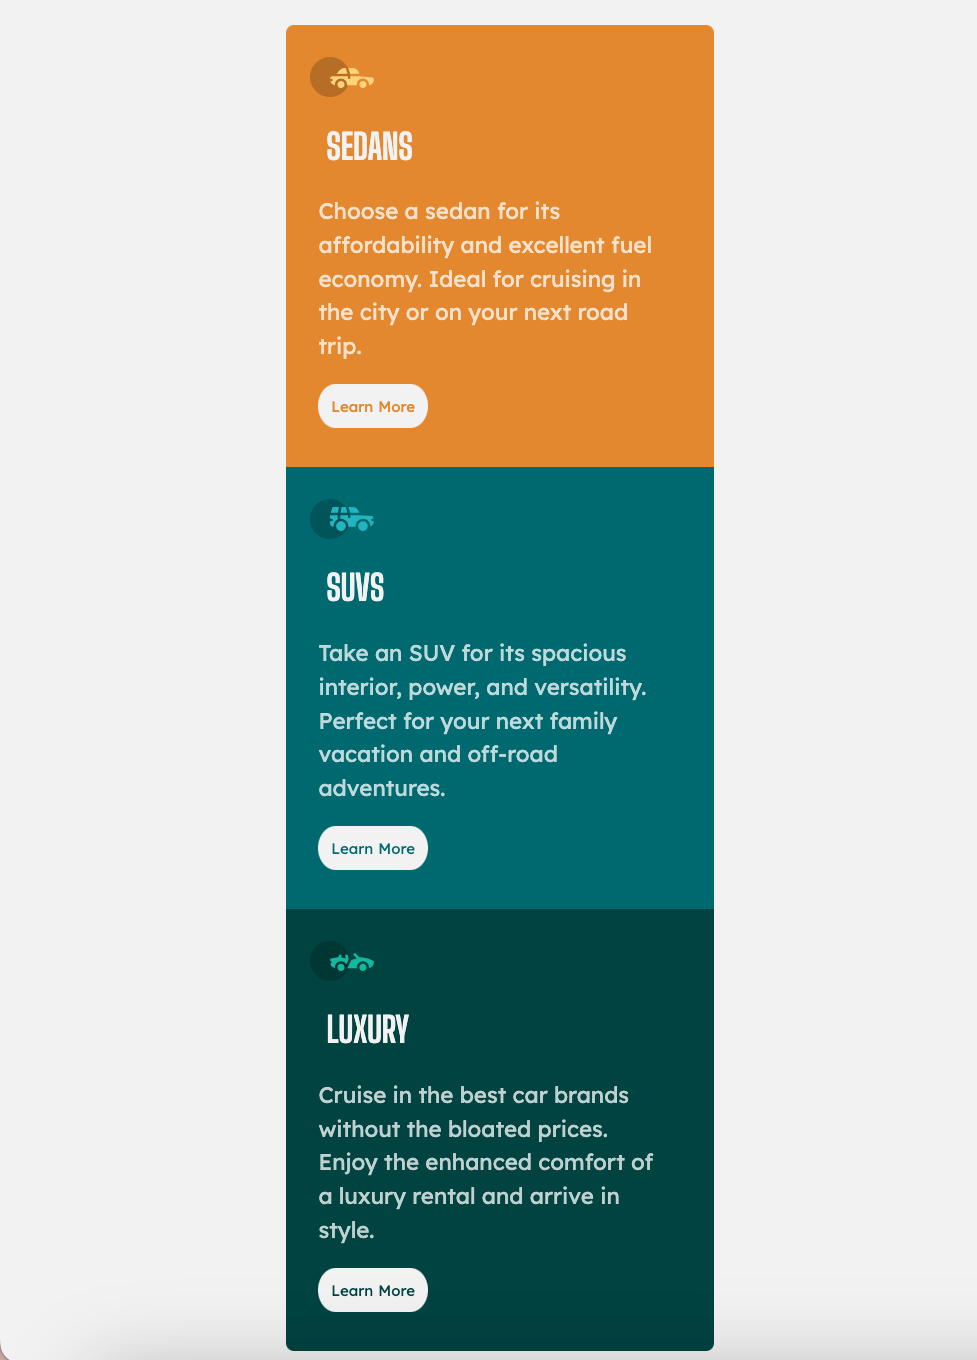 SEDANS
Choose a sedan for its
affordability and excellent fuel
economy. Ideal for cruising in
the city or on your next road
trip.
Learn More
SUVS
Take an SUV for its spacious
interior, power, and versatility.
Perfect for your next family
vacation and off-road
adventures.
Learn More
LUXURY
Cruise in the best car brands
without the bloated prices.
Enjoy the enhanced comfort of
a luxury rental and arrive in
style.
Learn More